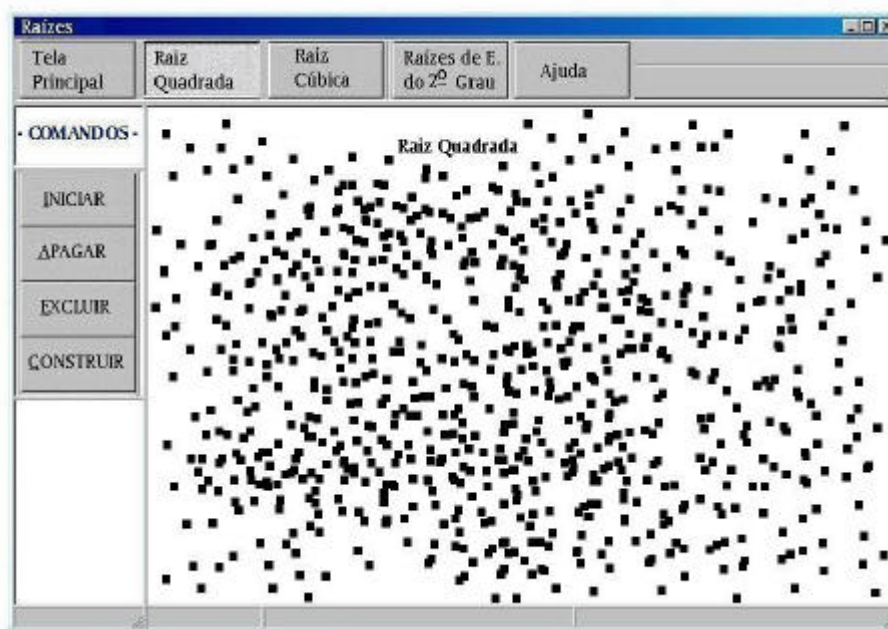 Raízes
Tela
Principal
Raiz
Quadrada
Raiz
Cúbica
Raízes de E.
do 2º Grau
Ajuda
- COMANDOS -
Raiz Quadrada
INICIAR
APAGAR
EXCLUIR
CONSTRUIR